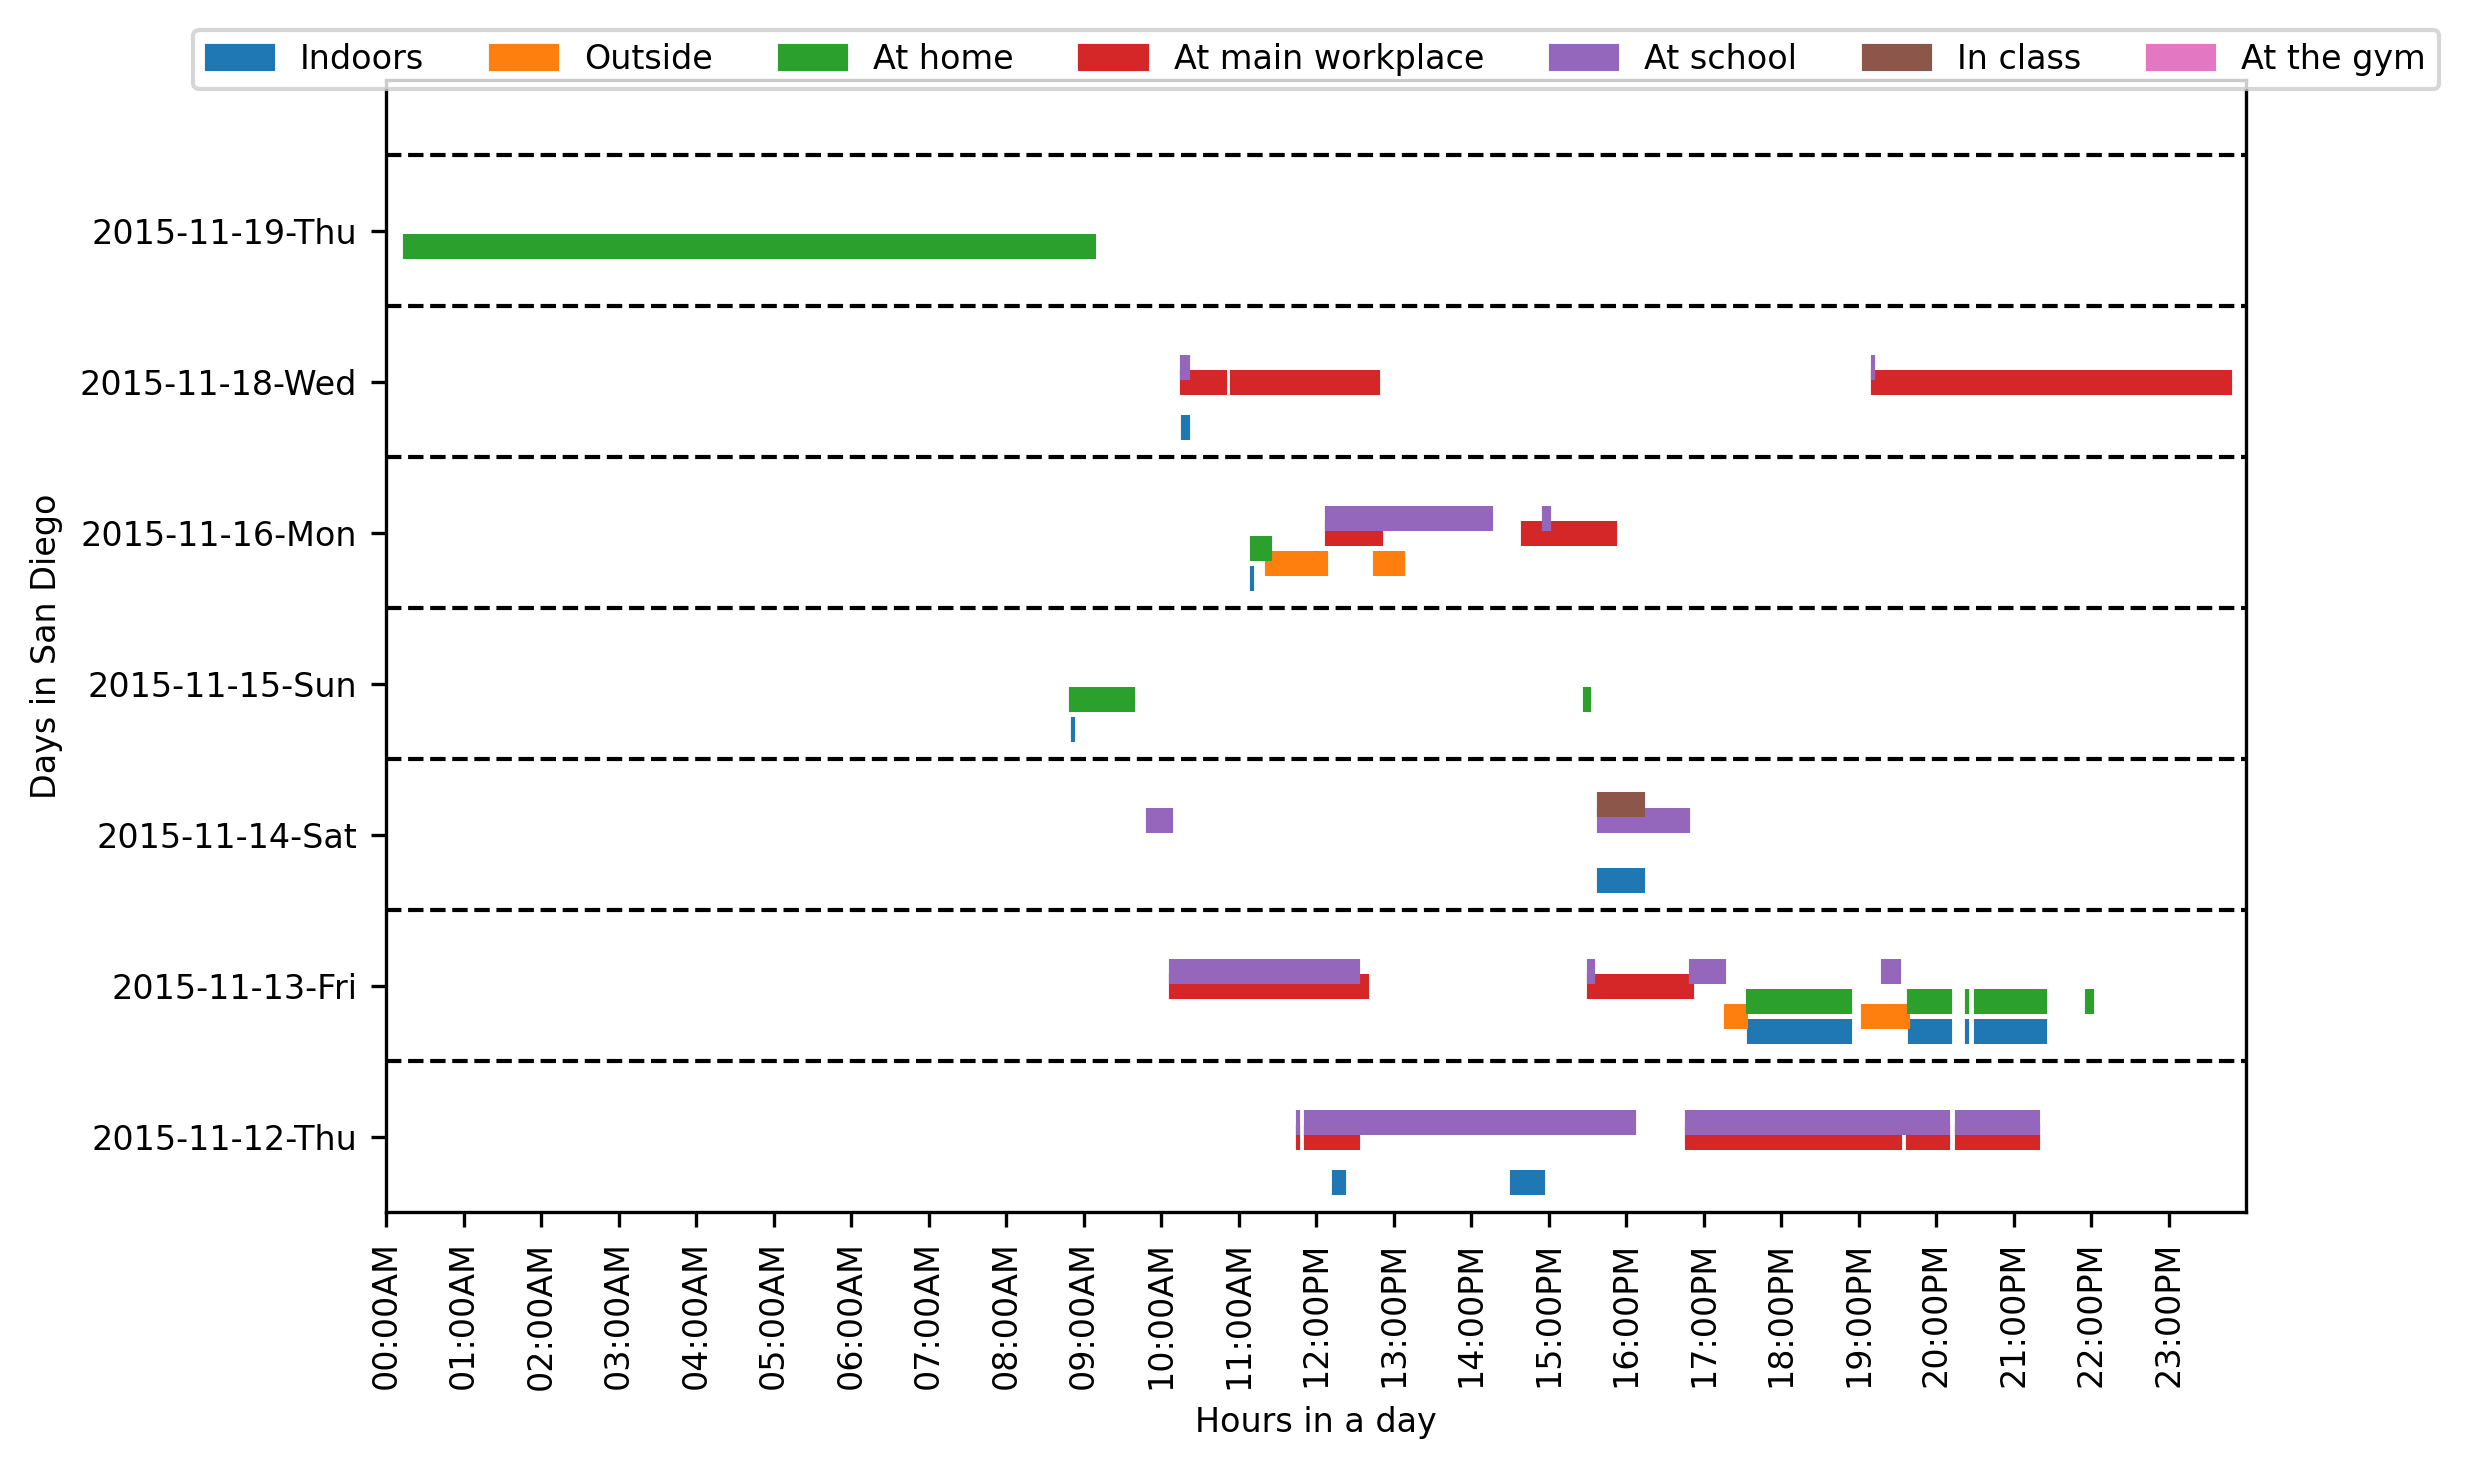 Indoors Outside At home At main workplace At school In class At the gym
Days in San Diego
2015-11-19-Thu
2015-11-18-Wed
2015-11-16-Mon
2015-11-15-Sun
2015-11-14-Sat
2015-11-13-Fri
2015-11-12-Thu
00:00AM
01:00AM
02:00AM
03:00AM
04:00AM
05:00AM
06:00AM
07:00AM
08:00AM
09:00AM
10:00AM
11:00AM
12:00PM
13:00PM
14:00PM
15:00PM
16:00PM
17:00PM
18:00PM
19:00PM
20:00PM
21:00PM
22:00PM
23:00PM
Hours in a day